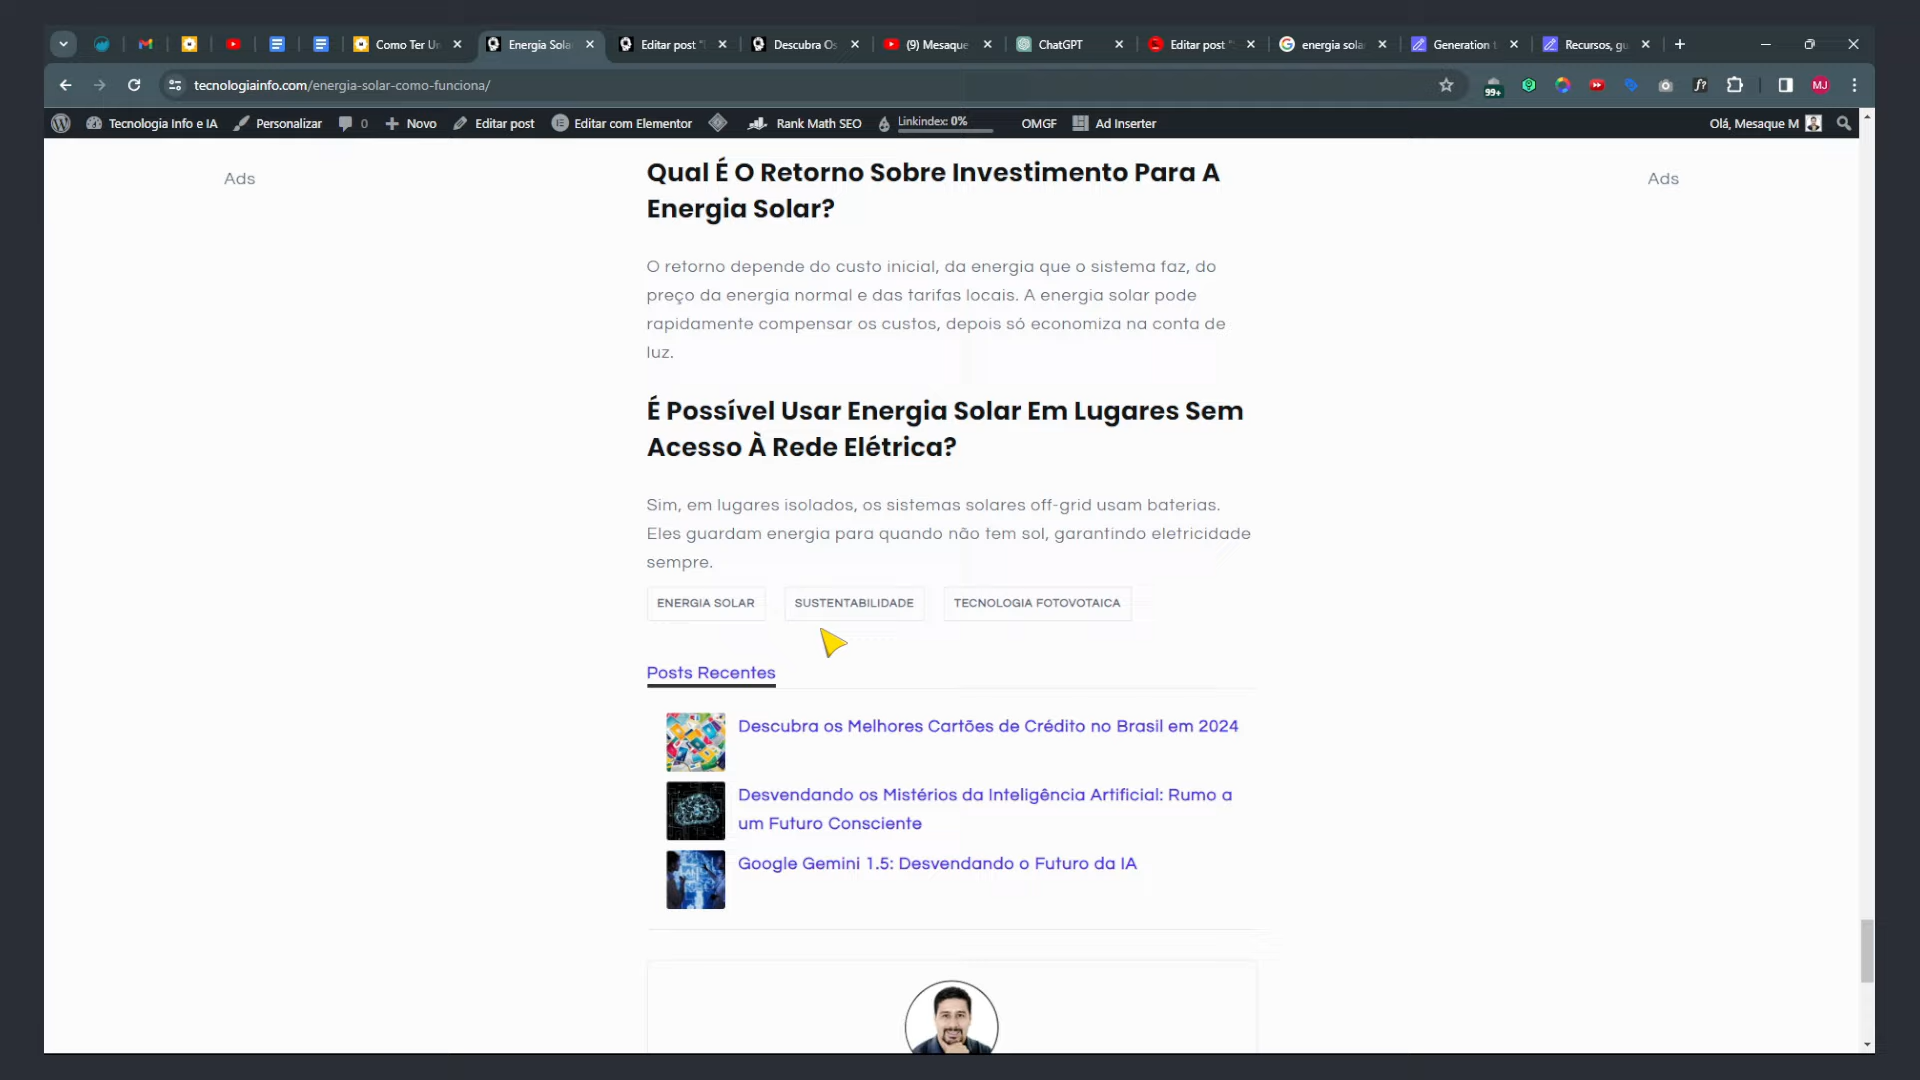 Como Ter Un
Energia Sola
Editar post "
Descubra Os
(9) Mesaque
ChatGPT
Editar post "
energia sola
Generation
Recursos, gu
tecnologiainfo.com/energia-solar-como-funciona/
99+
f?
MJ
Tecnologia Info e IA
Personalizar
0
Novo
Editar post
Editar com Elementor
Rank Math SEO
Linkindex: 0%
OMGF
Ad Inserter
Olá, Mesaque M
Ads
Ads
Qual É O Retorno Sobre Investimento Para A
Energia Solar?
O retorno depende do custo inicial, da energia que o sistema faz, do
preço da energia normal e das tarifas locais. A energia solar pode
rapidamente compensar os custos, depois só economiza na conta de
luz.
É Possível Usar Energia Solar Em Lugares Sem
Acesso À Rede Elétrica?
Sim, em lugares isolados, os sistemas solares off-grid usam baterias.
Eles guardam energia para quando não tem sol, garantindo eletricidade
sempre.
ENERGIA SOLAR
SUSTENTABILIDADE
TECNOLOGIA FOTOVOTAICA
Posts Recentes
Descubra os Melhores Cartões de Crédito no Brasil em 2024
Desvendando os Mistérios da Inteligência Artificial: Rumo a
um Futuro Consciente
Google Gemini 1.5: Desvendando o Futuro da IA